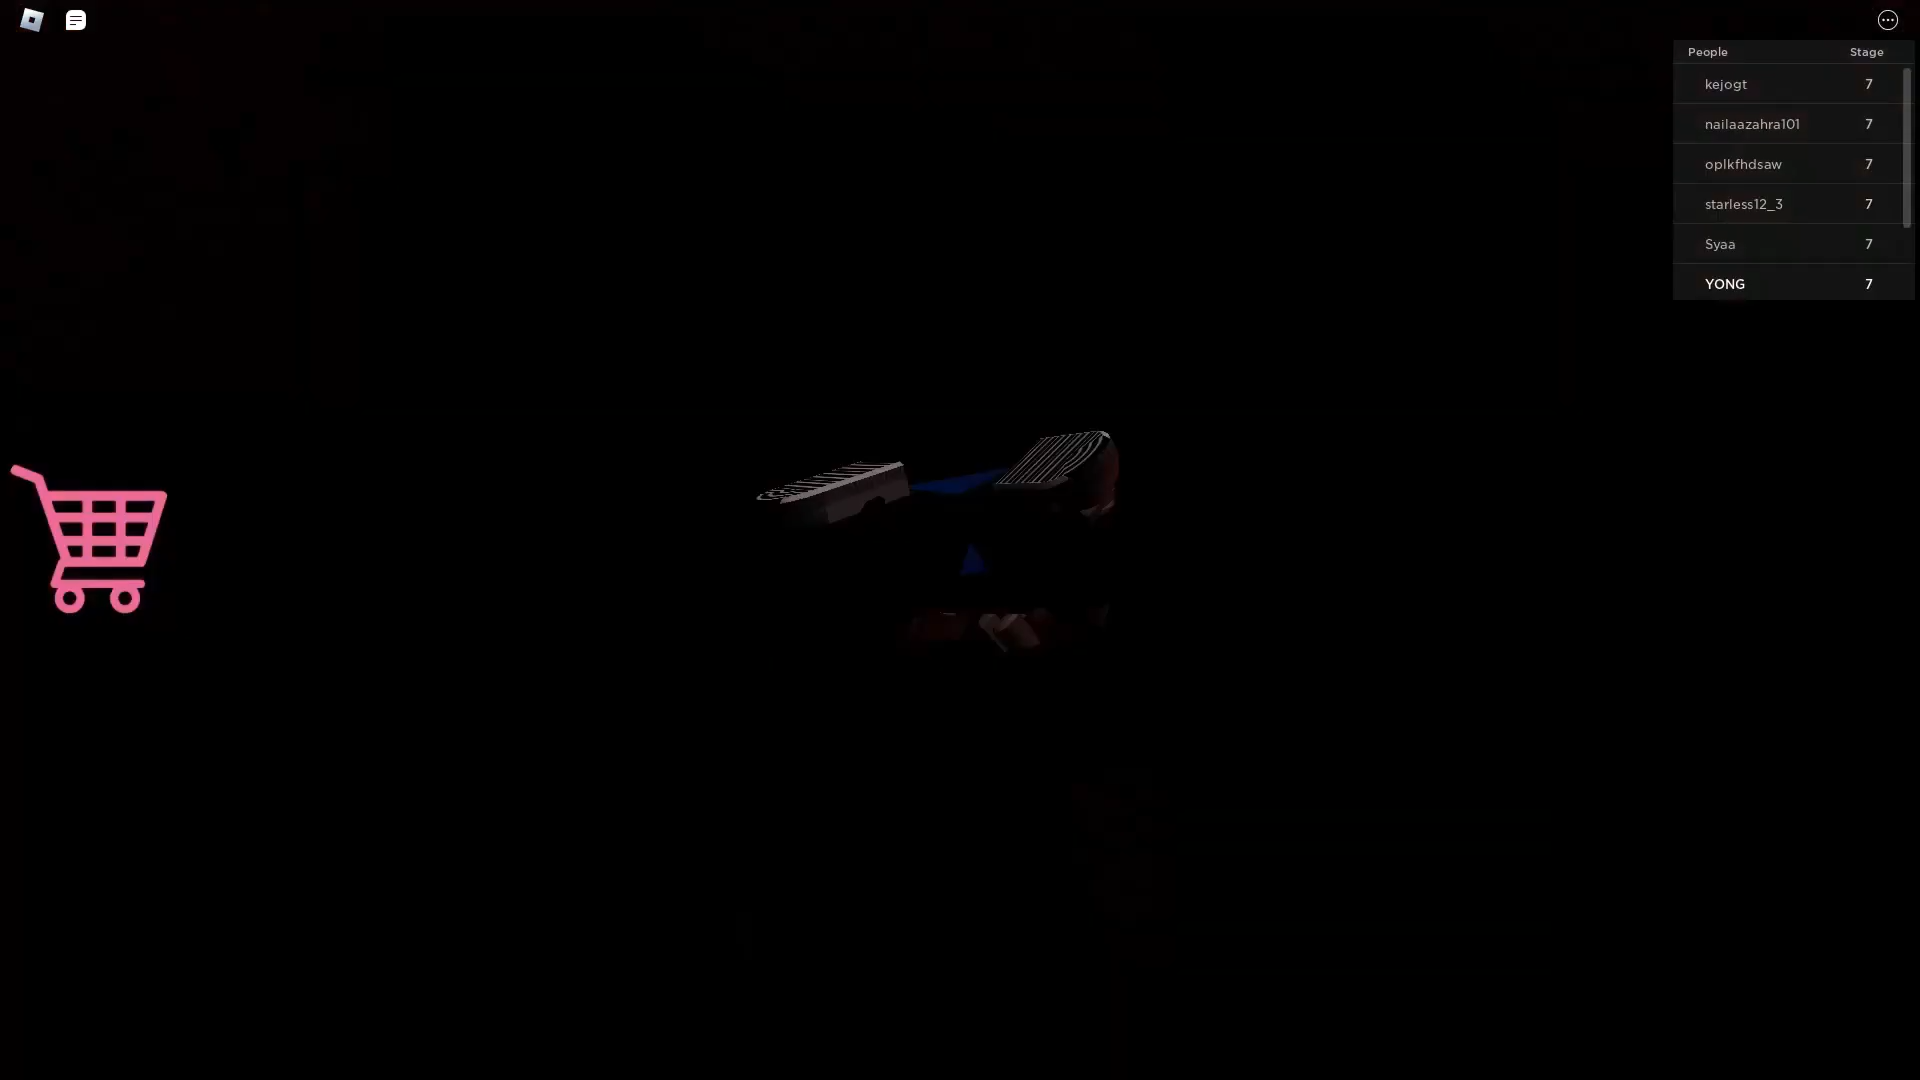 People Stage
kejogt 7
nailaazahra101 7
oplkfhdsaw 7
starless12_3 7
Syaa 7
YONG 7